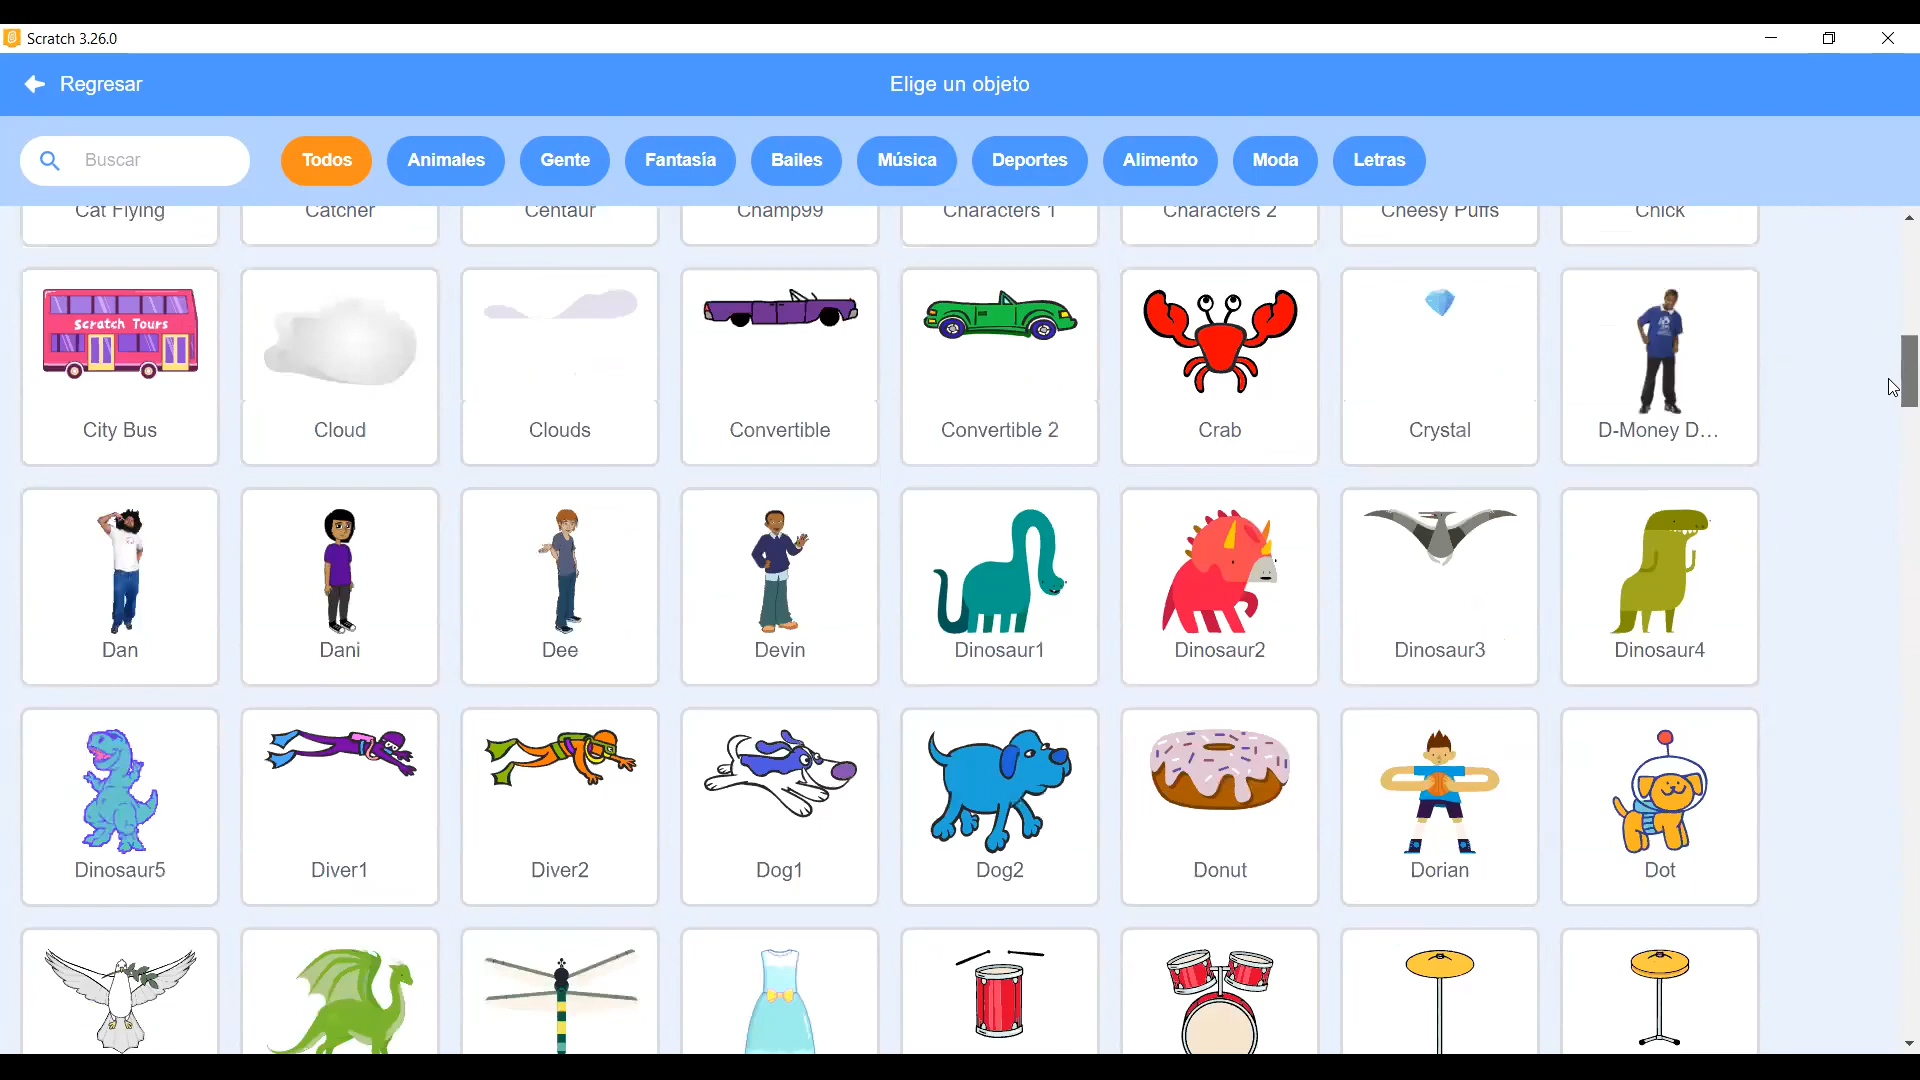 Scratch 3.26.0
Regresar
Elige un objeto
Buscar
Todos
Animales
Gente
Fantasía
Bailes
Música
Deportes
Alimento
Moda
Letras
Cat Flying
Catcher
Centaur
Champ99
Characters 1
Characters 2
Cheesy Puffs
Chick
Scratch Tours
City Bus
Cloud
Clouds
Convertible
Convertible 2
Crab
Crystal
D-Money D...
Dan
Dani
Dee
Devin
Dinosaur1
Dinosaur2
Dinosaur3
Dinosaur4
Dinosaur5
Diver1
Diver2
Dog1
Dog2
Donut
Dorian
Dot